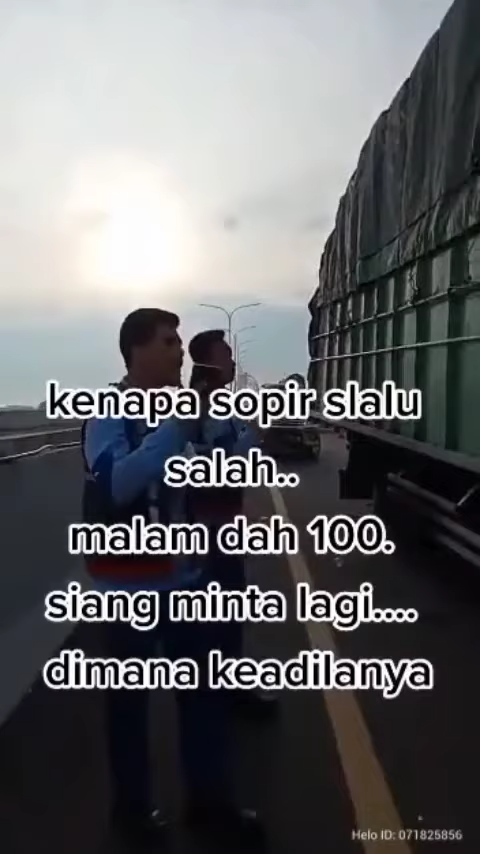 kenapa sopir slalu
salah..
malam dah 100.
siang minta lagi....
dimana keadilanya
Helo ID: 071825856